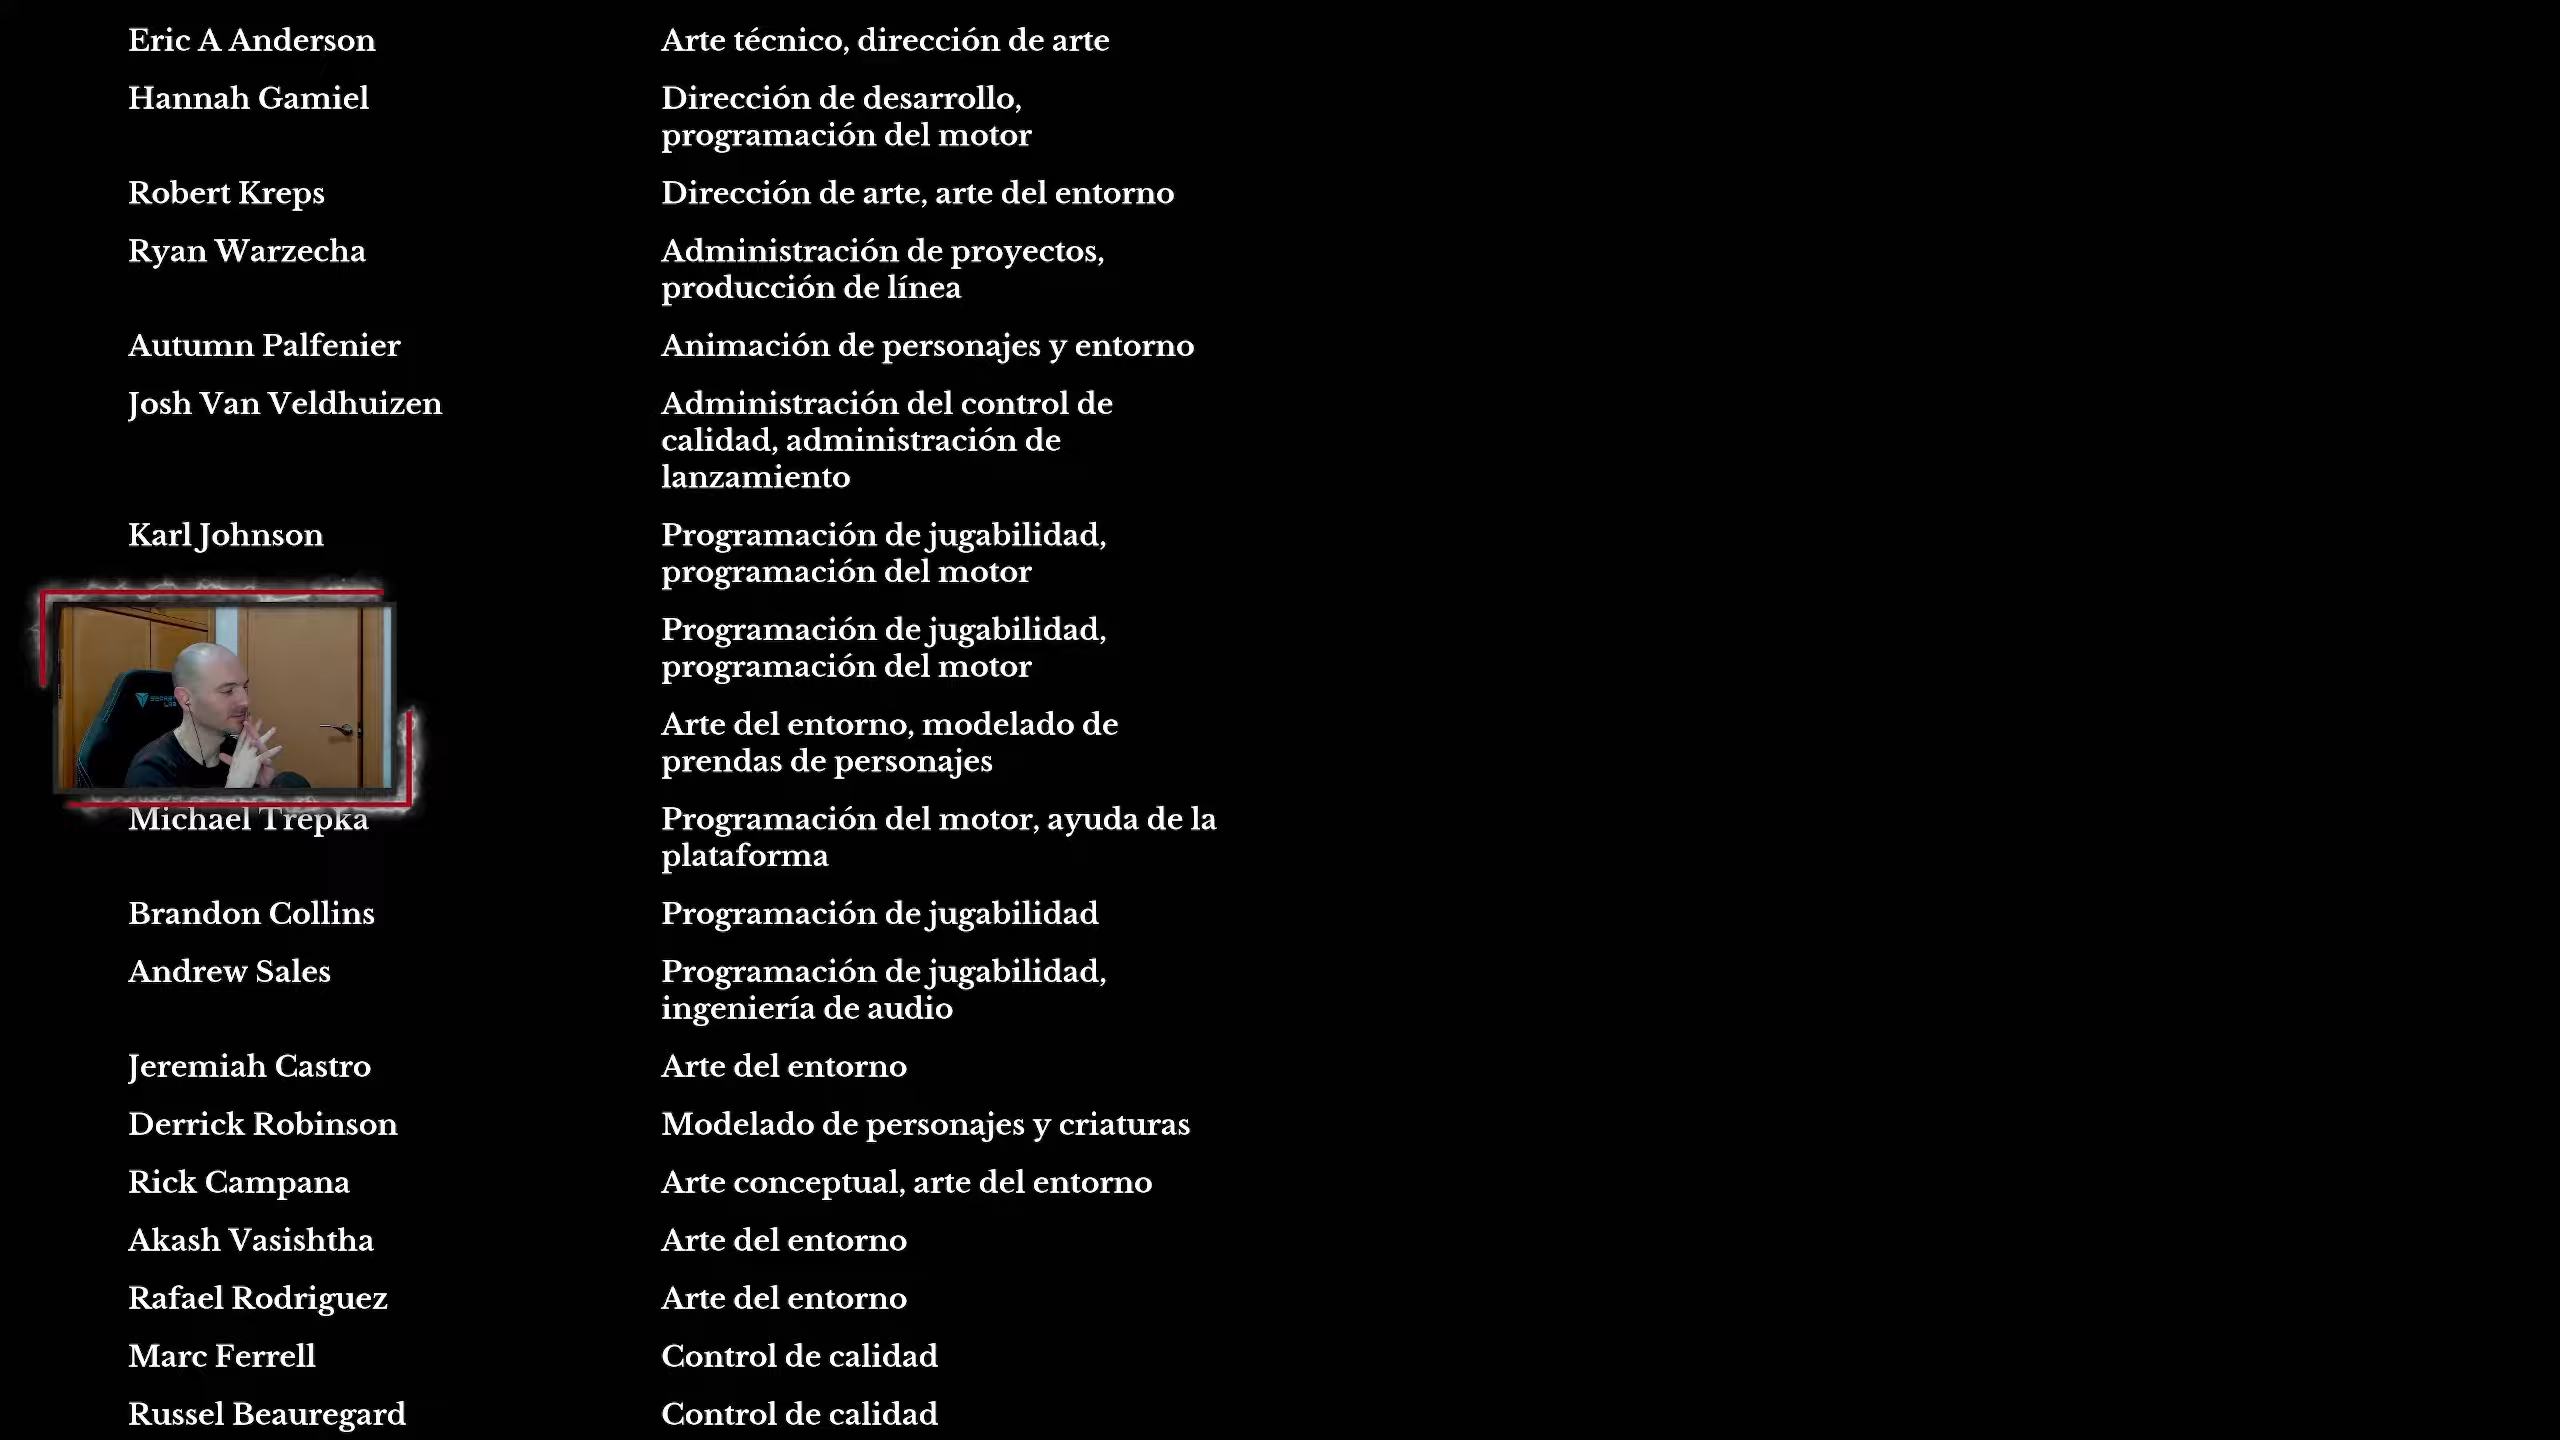 Eric A Anderson Arte técnico, dirección de arte
Hannah Gamiel Dirección de desarrollo,
programación del motor
Robert Kreps Dirección de arte, arte del entorno
Ryan Warzecha Administración de proyectos,
producción de línea
Autumn Palfenier Animación de personajes y entorno
Josh Van Veldhuizen Administración del control de
calidad, administración de
lanzamiento
Karl Johnson Programación de jugabilidad,
programación del motor
Programación de jugabilidad,
programación del motor
Arte del entorno, modelado de
prendas de personajes
Michael Trepka Programación del motor, ayuda de la
plataforma
Brandon Collins Programación de jugabilidad
Andrew Sales Programación de jugabilidad,
ingeniería de audio
Jeremiah Castro Arte del entorno
Derrick Robinson Modelado de personajes y criaturas
Rick Campana Arte conceptual, arte del entorno
Akash Vasishtha Arte del entorno
Rafael Rodriguez Arte del entorno
Marc Ferrell Control de calidad
Russel Beauregard Control de calidad